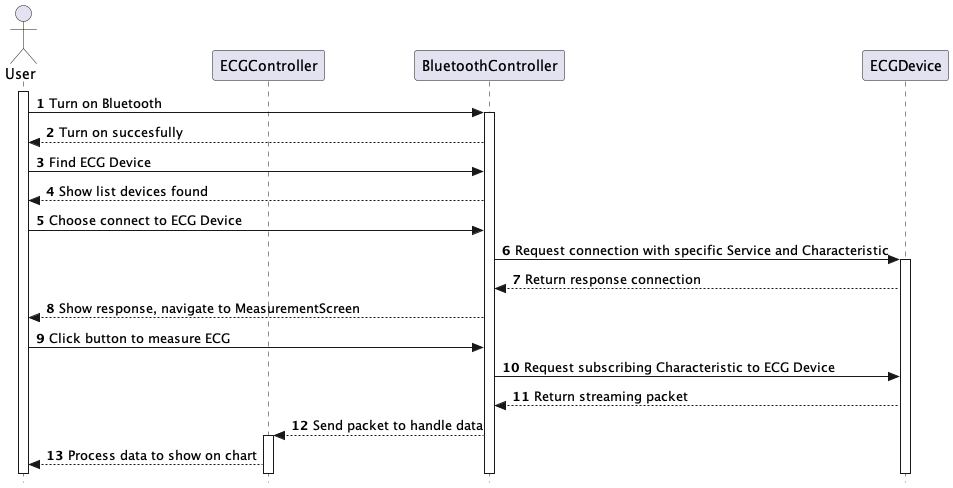 User
ECGController
BluetoothController
ECGDevice
1 Turn on Bluetooth
2 Turn on succesfully
3 Find ECG Device
4 Show list devices found
5 Choose connect to ECG Device
6 Request connection with specific Service and Characteristic
7 Return response connection
8 Show response, navigate to MeasurementScreen
9 Click button to measure ECG
10 Request subscribing Characteristic to ECG Device
11 Return streaming packet
12 Send packet to handle data
13 Process data to show on chart